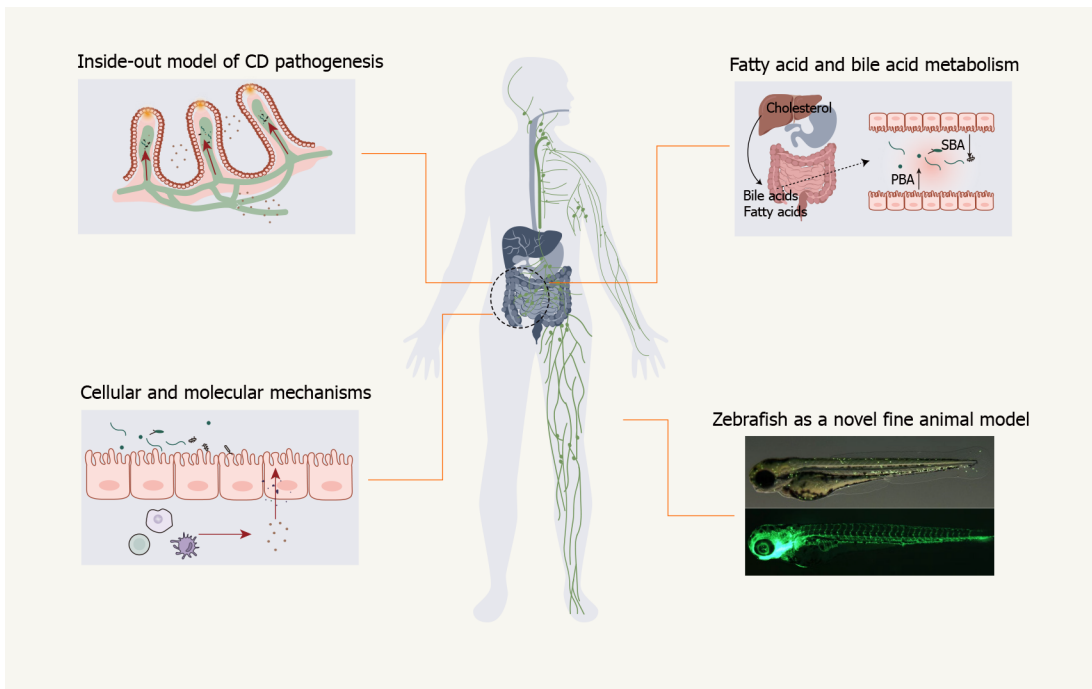 Inside-out model of CD pathogenesis
Fatty acid and bile acid metabolism
Cholesterol
SBA
PBA
Bile acids
Fatty acids
Cellular and molecular mechanisms
Zebrafish as a novel fine animal model